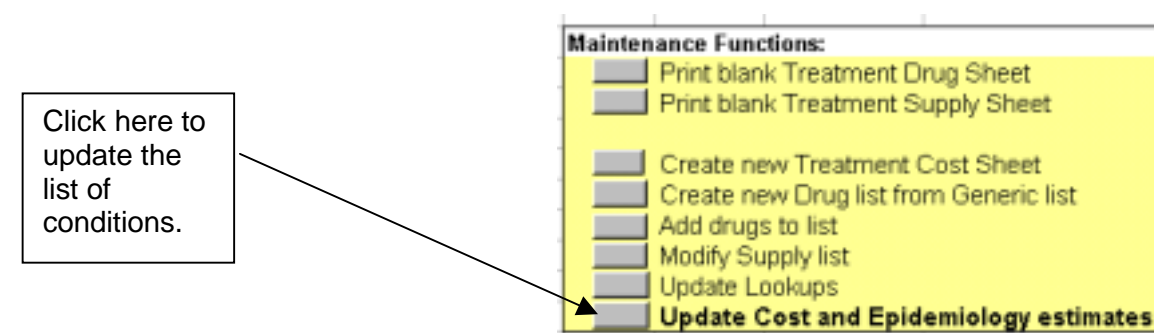 Click here to
update the
list of
conditions.
Maintenance Functions:
Print blank Treatment Drug Sheet
Print blank Treatment Supply Sheet
Create new Treatment Cost Sheet
Create new Drug list from Generic list
Add drugs to list
Modify Supply list
Update Lookups
Update Cost and Epidemiology estimates